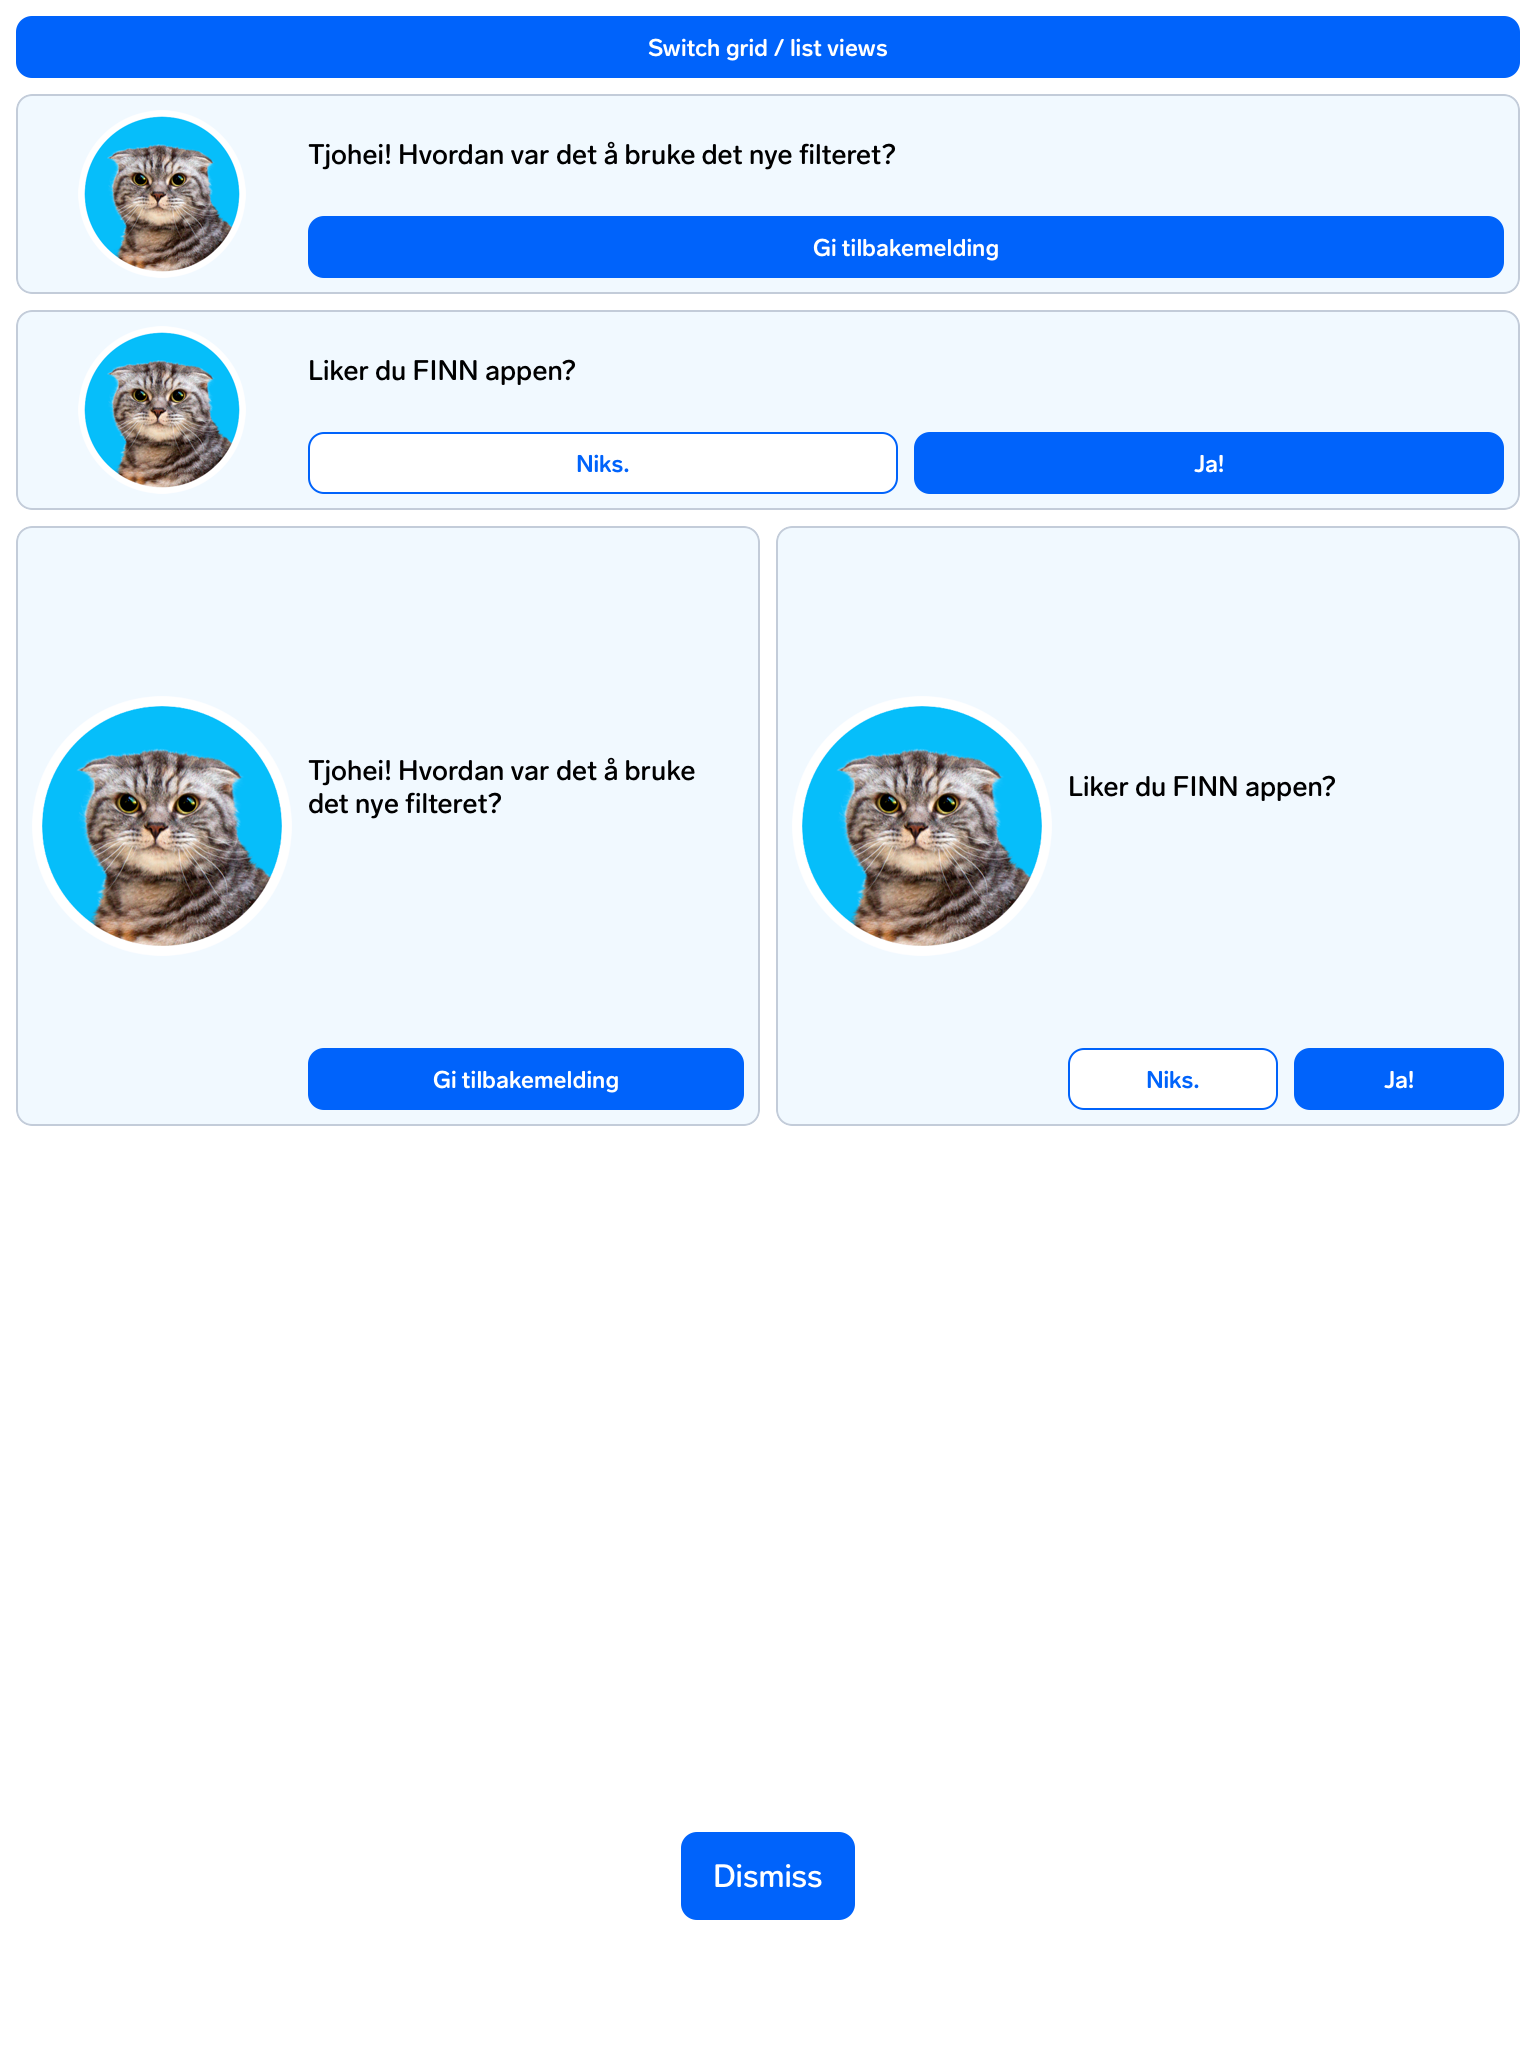 Switch grid / list views
Tjohei! Hvordan var det å bruke det nye filteret?
Gi tilbakemelding
Liker du FINN appen?
Niks.
Ja!
Tjohei! Hvordan var det å bruke
det nye filteret?
Gi tilbakemelding
Liker du FINN appen?
Niks.
Ja!
Dismiss